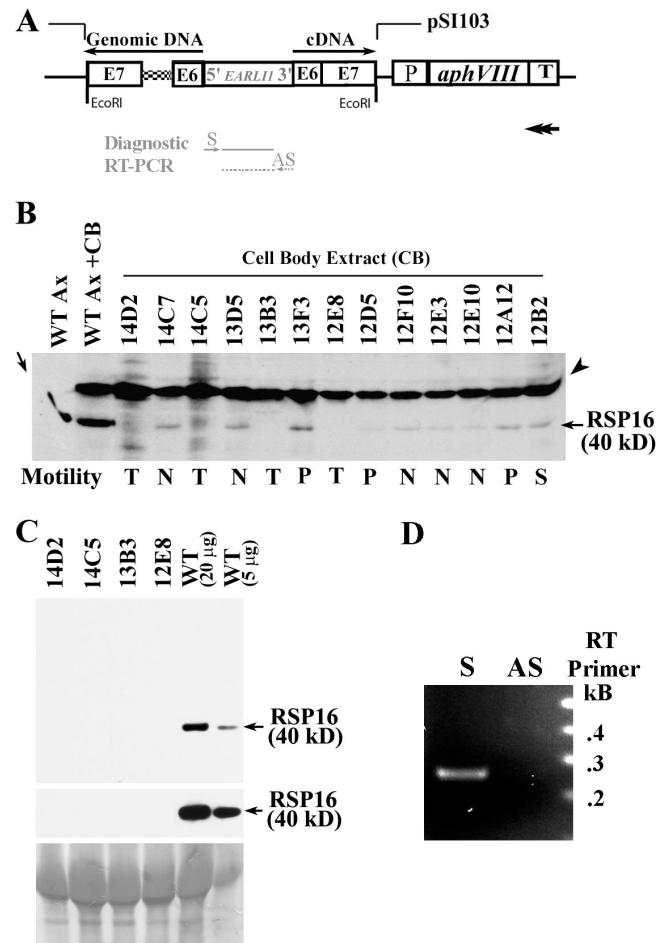 A
pSI103
Genomic DNA
cDNA
E7
E6
5' EARLII 3'
E6
E7
P
aphVIII
T
EcoRI
EcoRI
Diagnostic
RT-PCR
S
AS
B
Cell Body Extract (CB)
WT Ax
WT Ax +CB
14D2
14C7
14C5
13D5
13B3
13F3
12E8
12D5
12F10
12E3
12E10
12A12
12B2
RSP16
(40 kD)
Motility T N T N T P T P N N N P S
C
14D2
14C5
13B3
12E8
WT
(20 µg)
WT
(5 µg)
RSP16
(40 kD)
RSP16
(40 kD)
D
S
AS
RT
Primer
kB
.4
.3
.2